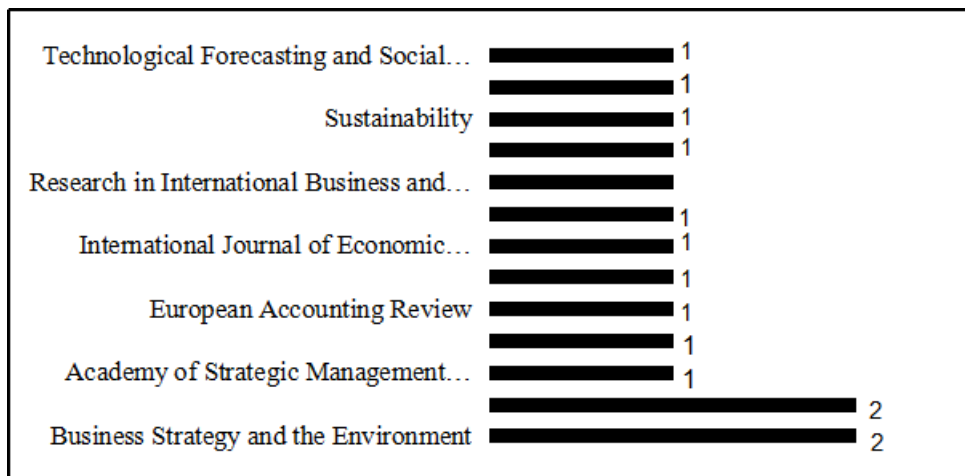 Technological Forecasting and Social… 1
1
Sustainability 1
1
Research in International Business and…
1
International Journal of Economic… 1
1
European Accounting Review 1
1
Academy of Strategic Management… 1
2
Business Strategy and the Environment 2